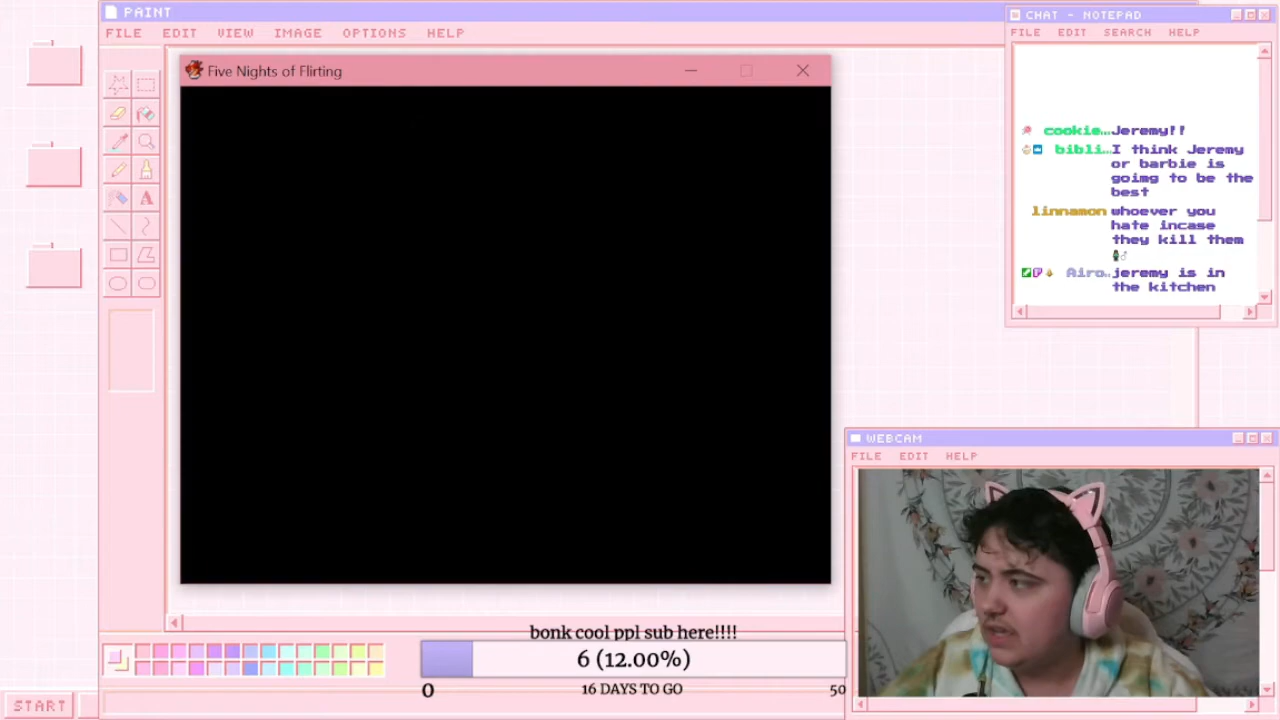 PAINT
FILE EDIT VIEW IMAGE OPTIONS HELP
Five Nights of Flirting
CHAT - NOTEPAD
FILE EDIT SEARCH HELP
cookie... Jeremy!!
bibli... I think Jeremy
or barbie is
goimg to be the
best
linnamon whoever you
hate incase
they kill them
Airo.. jeremy is in
the kitchen
WEBCAM
FILE EDIT HELP
bonk cool ppl sub here!!!!
6 (12.00%)
0 16 DAYS TO GO 50
START